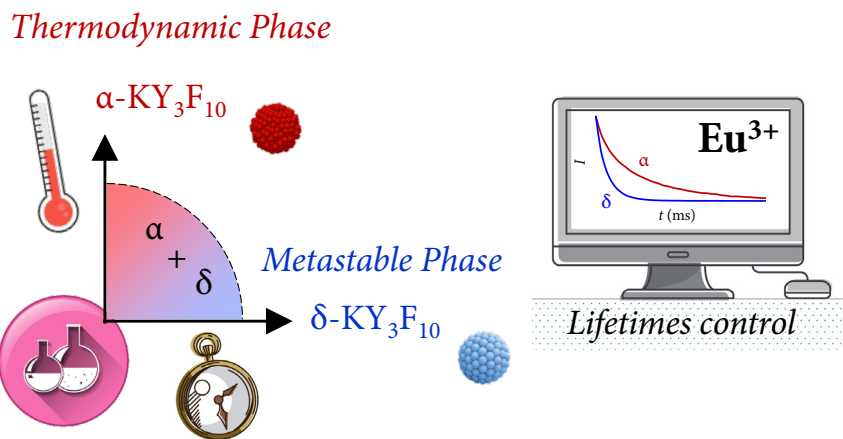 Thermodynamic Phase
α-KY₃F₁₀
α
+
δ
Metastable Phase
δ-KY₃F₁₀
Eu³⁺
I
α
δ
t (ms)
Lifetimes control